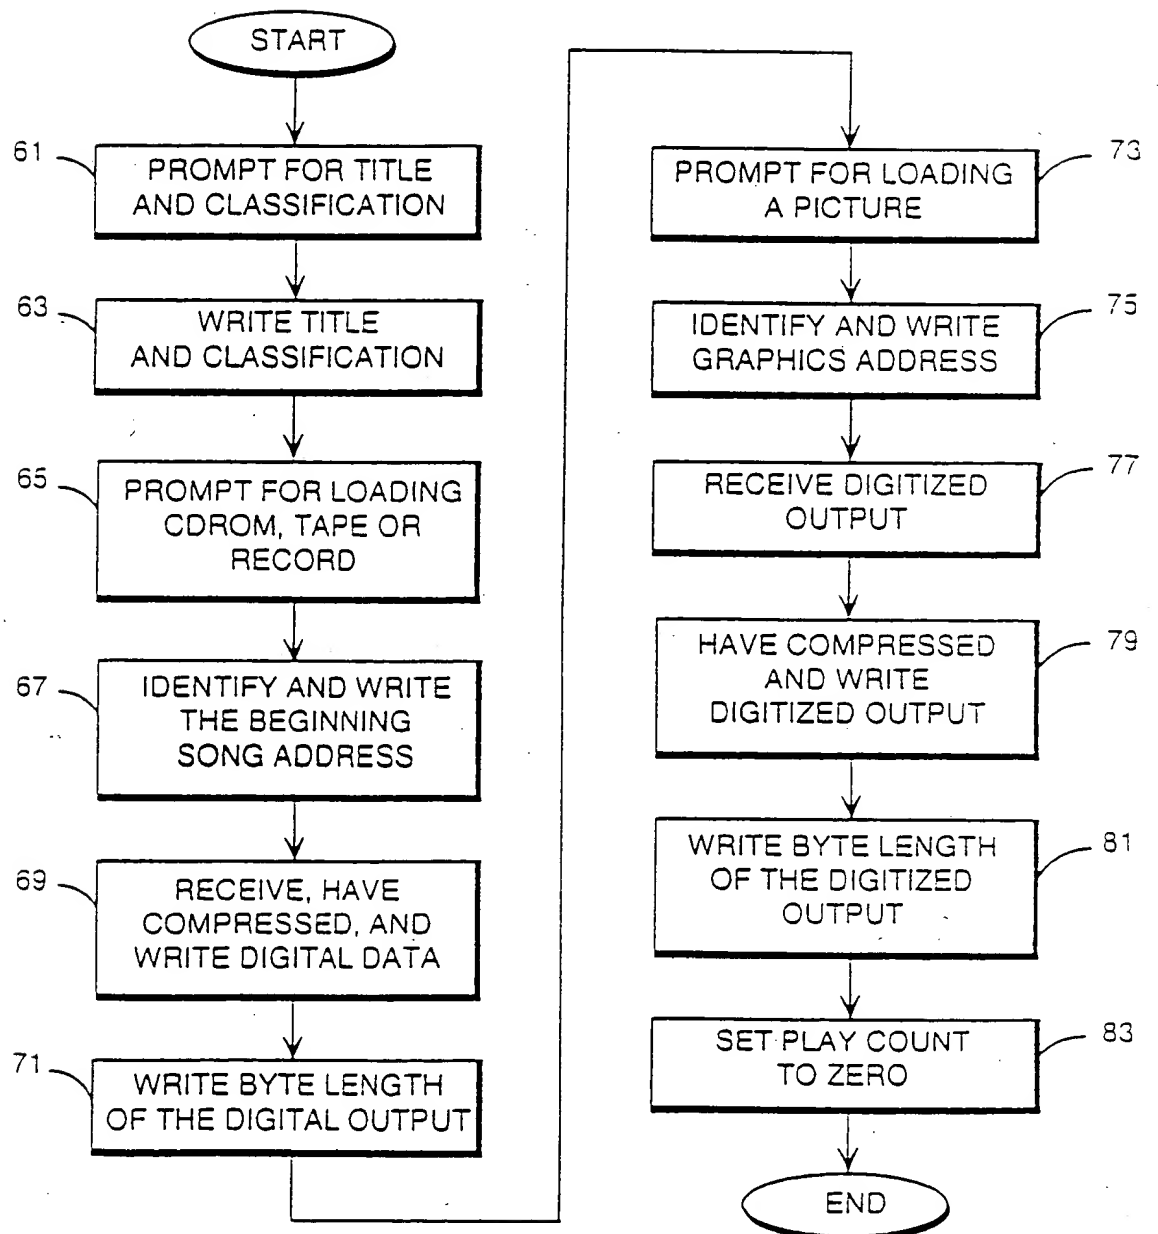 START
61
PROMPT FOR TITLE
AND CLASSIFICATION
63
WRITE TITLE
AND CLASSIFICATION
65
PROMPT FOR LOADING
CDROM, TAPE OR
RECORD
67
IDENTIFY AND WRITE
THE BEGINNING
SONG ADDRESS
69
RECEIVE, HAVE
COMPRESSED, AND
WRITE DIGITAL DATA
71
WRITE BYTE LENGTH
OF THE DIGITAL OUTPUT
73
PROMPT FOR LOADING
A PICTURE
75
IDENTIFY AND WRITE
GRAPHICS ADDRESS
77
RECEIVE DIGITIZED
OUTPUT
79
HAVE COMPRESSED
AND WRITE
DIGITIZED OUTPUT
81
WRITE BYTE LENGTH
OF THE DIGITIZED
OUTPUT
83
SET PLAY COUNT
TO ZERO
END